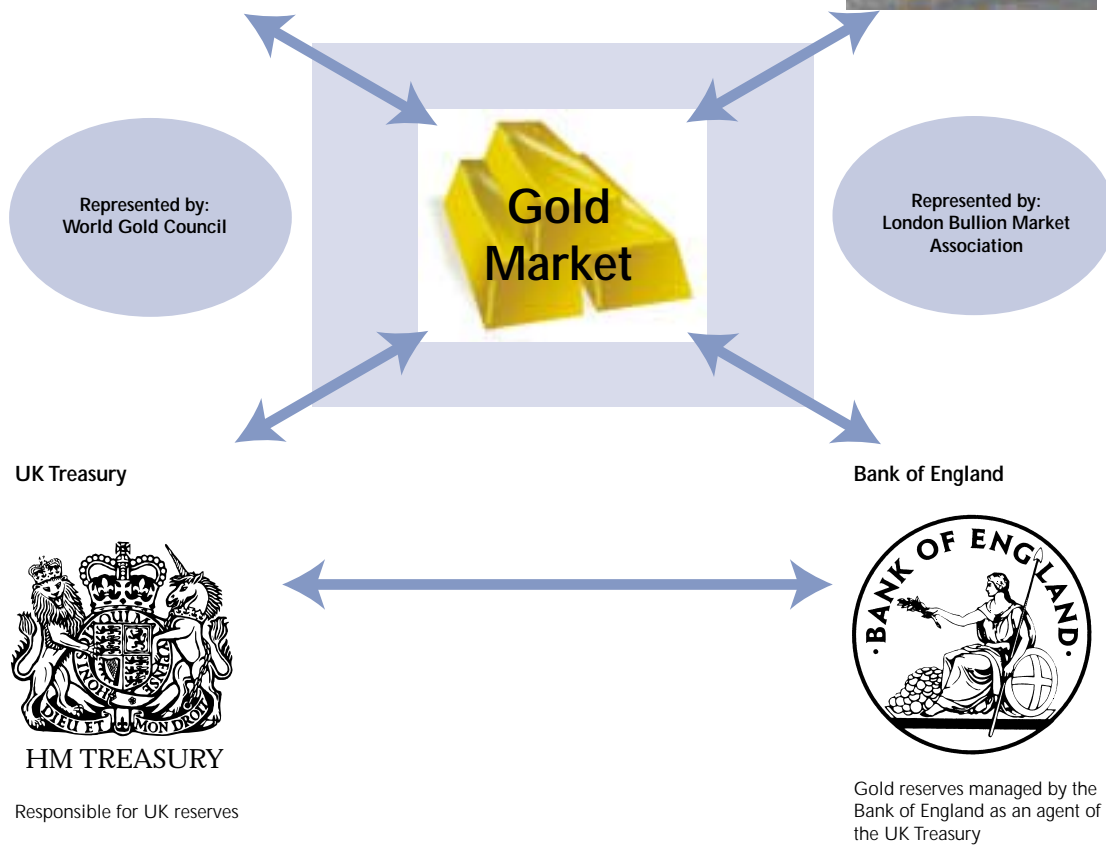 Represented by:
World Gold Council
Gold
Market
Represented by:
London Bullion Market
Association
UK Treasury
Bank of England
DIEU ET MON DROIT
HM TREASURY
Responsible for UK reserves
BANK OF ENGLAND
Gold reserves managed by the
Bank of England as an agent of
the UK Treasury